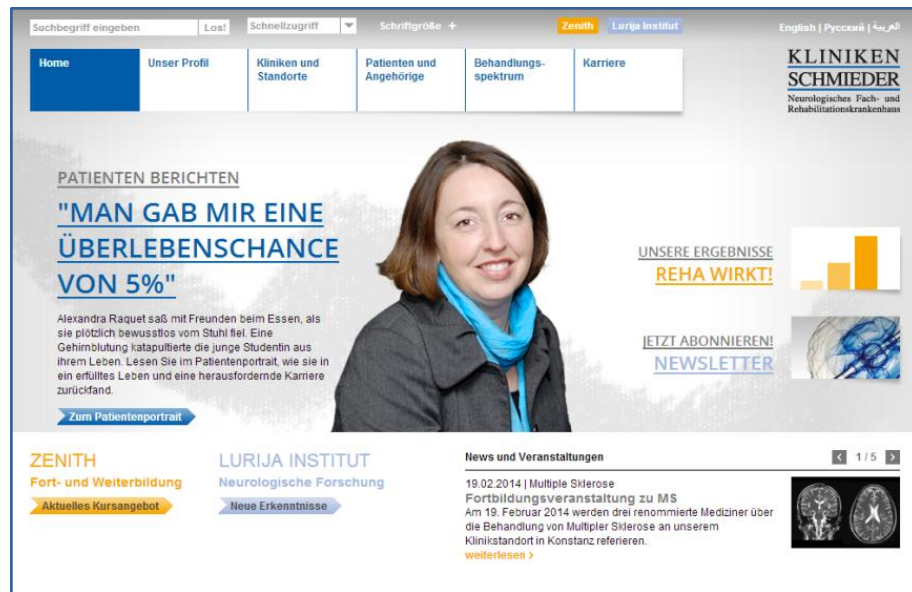 Suchbegriff eingeben
Los!
Schnellzugriff
Schriftgröße +
Zenith
Lurija Institut
English | Русский | العربية
Home
Unser Profil
Kliniken und
Standorte
Patienten und
Angehörige
Behandlungs-
spektrum
Karriere
KLINIKEN
SCHMIEDER
Neurologisches Fach- und
Rehabilitationskrankenhaus
PATIENTEN BERICHTEN
"MAN GAB MIR EINE
ÜBERLEBENSCHANCE
VON 5%"
Alexandra Raquet saß mit Freunden beim Essen, als
sie plötzlich bewusstlos vom Stuhl fiel. Eine
Gehirnblutung katapultierte die junge Studentin aus
ihrem Leben. Lesen Sie im Patientenportrait, wie sie in
ein erfülltes Leben und eine herausfordernde Karriere
zurückfand.
Zum Patientenportrait
UNSERE ERGEBNISSE
REHA WIRKT!
JETZT ABONNIEREN!
NEWSLETTER
ZENITH
Fort- und Weiterbildung
Aktuelles Kursangebot
LURIJA INSTITUT
Neurologische Forschung
Neue Erkenntnisse
News und Veranstaltungen
1 / 5
19.02.2014 | Multiple Sklerose
Fortbildungsveranstaltung zu MS
Am 19. Februar 2014 werden drei renommierte Mediziner über
die Behandlung von Multipler Sklerose an unserem
Klinikstandort in Konstanz referieren.
weiterlesen >